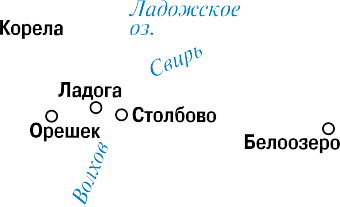 Ладожское
оз.
Корела
Свирь
Ладога
Орешек
Столбово
Белоозеро
Волхов